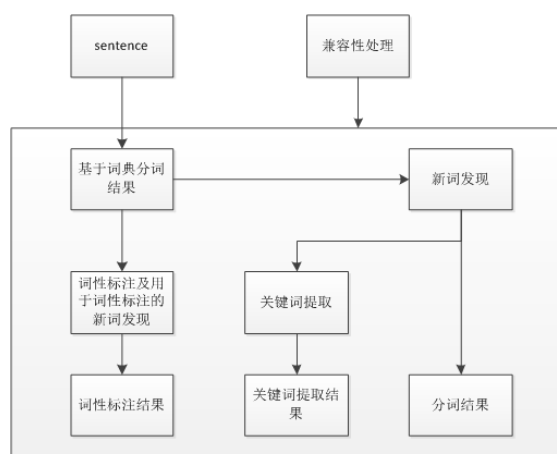 sentence
兼容性处理
基于词典分词
结果
新词发现
词性标注及用
于词性标注的
新词发现
关键词提取
词性标注结果
关键词提取结
果
分词结果